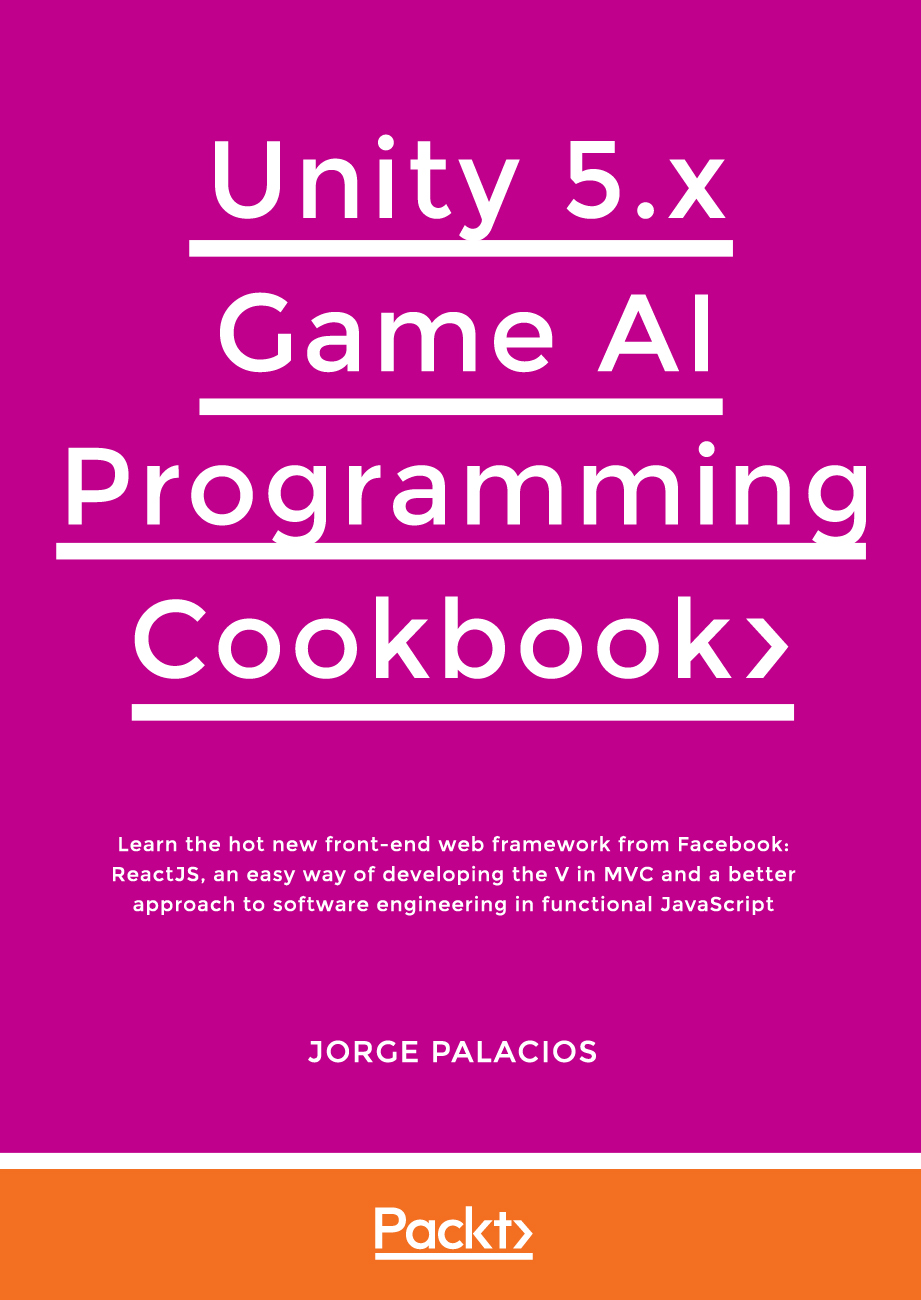 Unity 5.x
Game AI
Programming
Cookbook>
Learn the hot new front-end web framework from Facebook:
ReactJS, an easy way of developing the V in MVC and a better
approach to software engineering in functional JavaScript
JORGE PALACIOS
Packt>